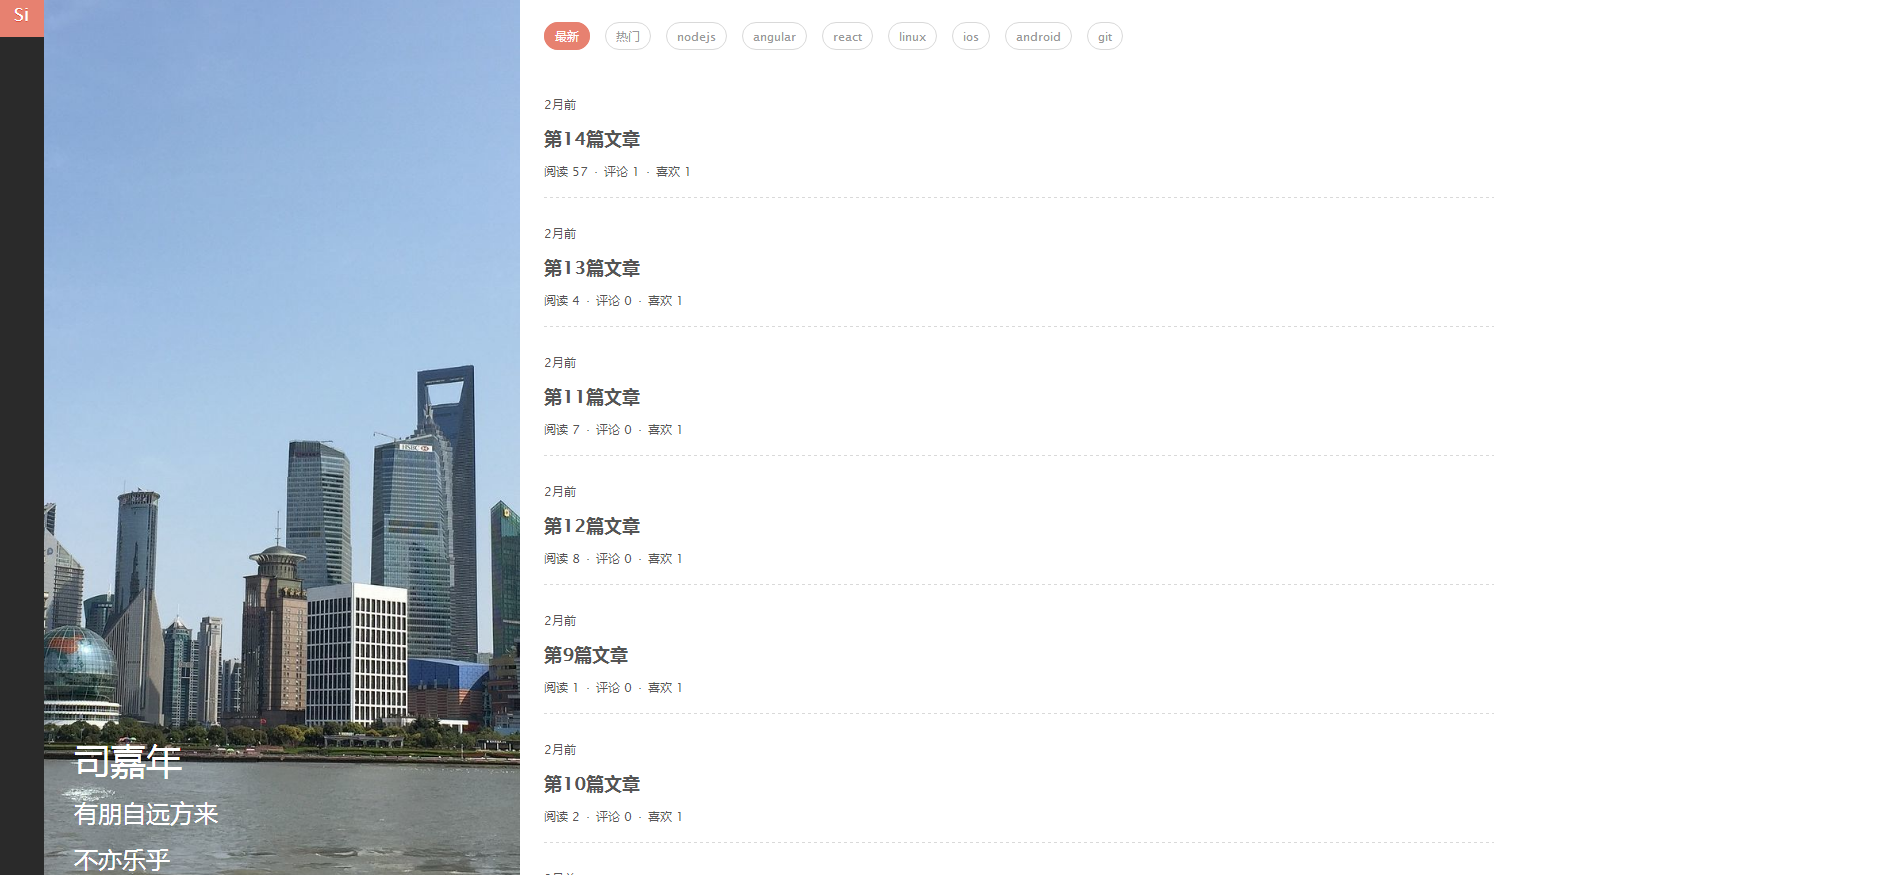 Si
最新 热门 nodejs angular react linux ios android git
2月前
第14篇文章
阅读 57 · 评论 1 · 喜欢 1
2月前
第13篇文章
阅读 4 · 评论 0 · 喜欢 1
2月前
第11篇文章
阅读 7 · 评论 0 · 喜欢 1
2月前
第12篇文章
阅读 8 · 评论 0 · 喜欢 1
2月前
第9篇文章
阅读 1 · 评论 0 · 喜欢 1
2月前
第10篇文章
阅读 2 · 评论 0 · 喜欢 1
HSBC
司嘉年
有朋自远方来
不亦乐乎